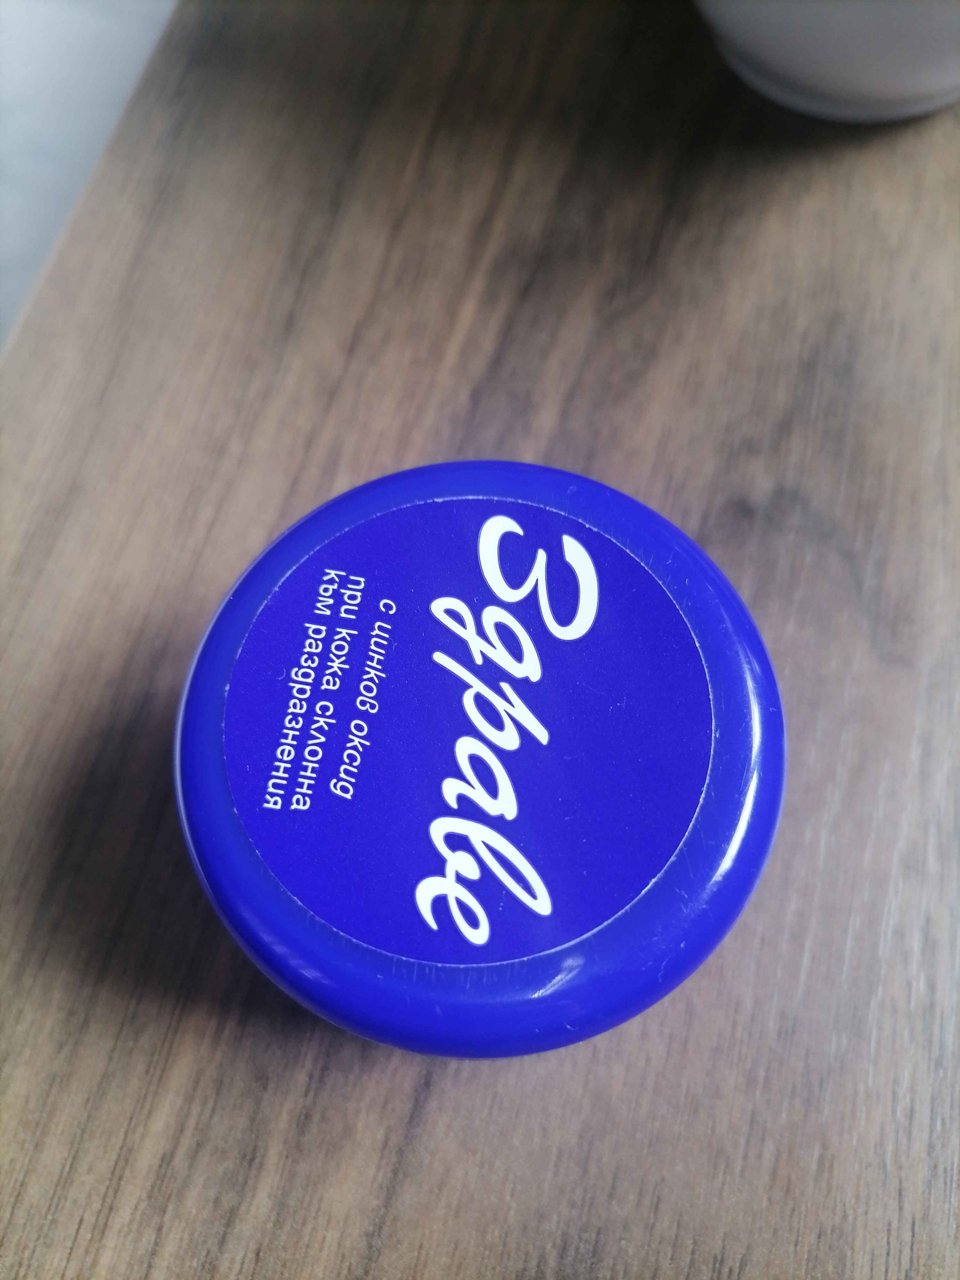 Здраве
с цинков оксид
при кожа склонна
към раздразнения